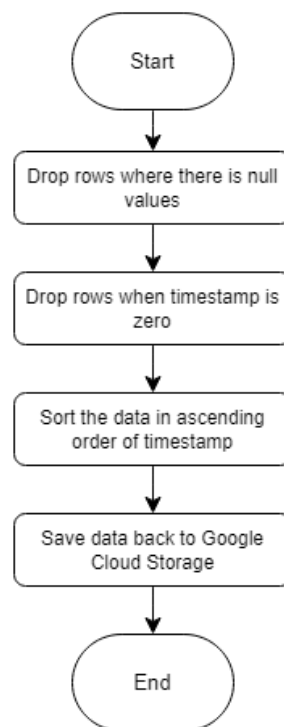 Start
Drop rows where there is null
values
Drop rows when timestamp is
zero
Sort the data in ascending
order of timestamp
Save data back to Google
Cloud Storage
End